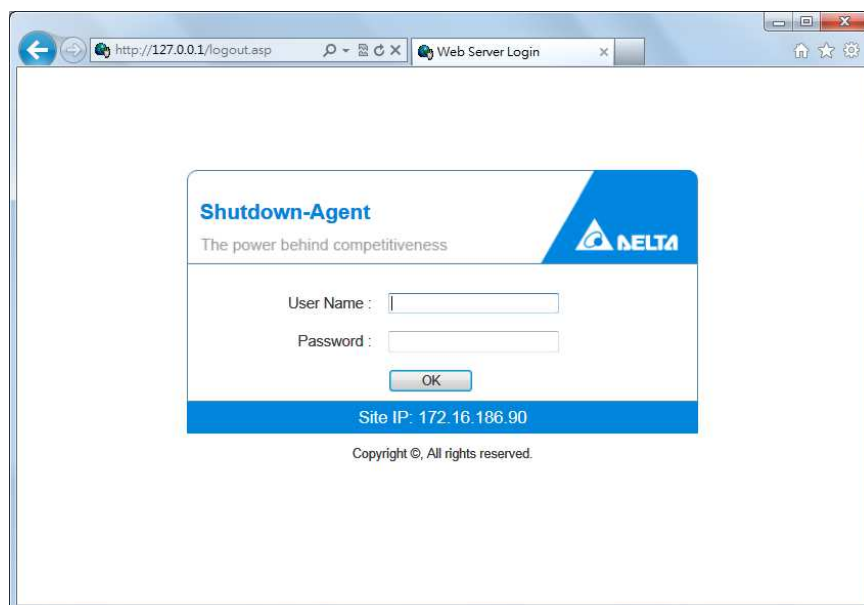 http://127.0.0.1/logout.asp
Web Server Login
Shutdown-Agent
The power behind competitiveness
DELTA
User Name :
Password :
OK
Site IP: 172.16.186.90
Copyright ©, All rights reserved.